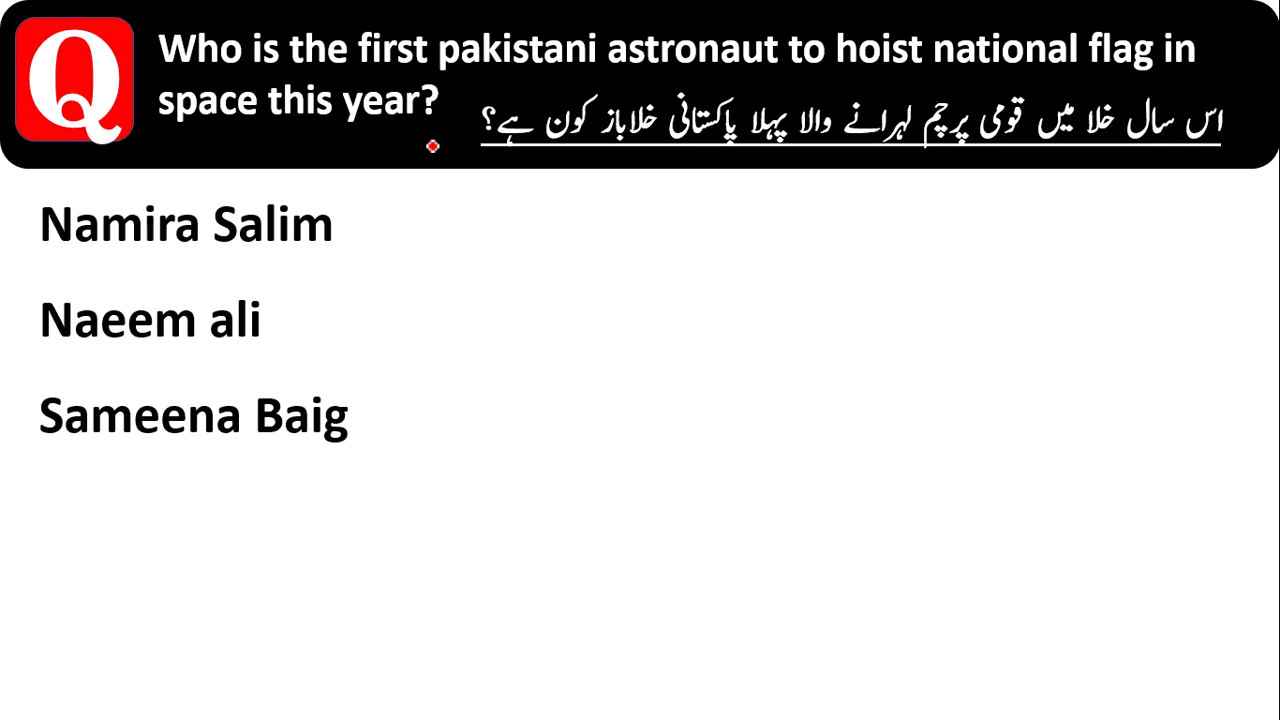 Q
Who is the first pakistani astronaut to hoist national flag in
space this year?
اس سال خلا میں قومی پرچم لہرانے والا پہلا پاکستانی خلاباز کون ہے؟
Namira Salim
Naeem ali
Sameena Baig